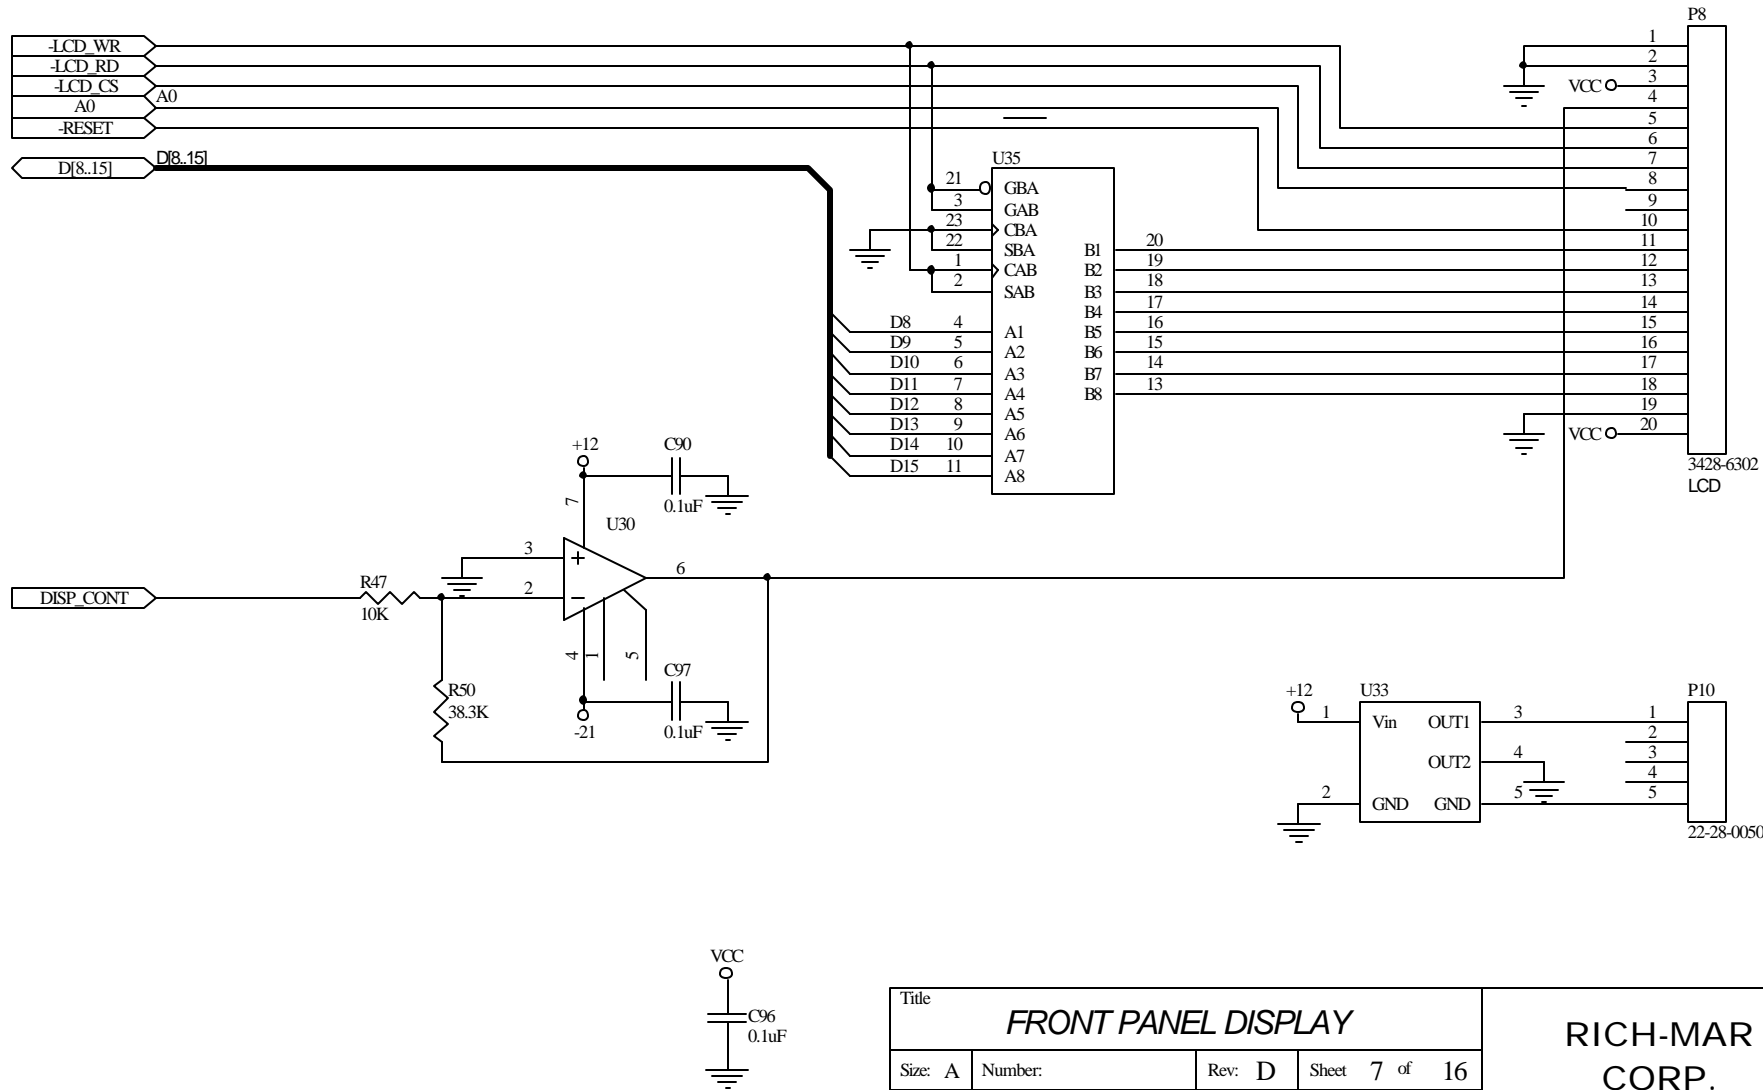 P8
-LCD_WR
-LCD_RD
-LCD_CS
A0
A0
-RESET
D[8..15]
D[8..15]
1
2
3
VCC
4
5
6
7
8
9
10
11
12
13
14
15
16
17
18
19
20
VCC
3428-6302
LCD
U35
21 GBA
3 GAB
23 CBA
22 SBA
1 CAB
2 SAB
B1 20
B2 19
B3 18
B4 17
B5 16
B6 15
B7 14
B8 13
D8 4 A1
D9 5 A2
D10 6 A3
D11 7 A4
D12 8 A5
D13 9 A6
D14 10 A7
D15 11 A8
+12
C90
0.1uF
7
U30
3
+
2
−
6
DISP_CONT
R47
10K
4
1
5
C97
0.1uF
-21
R50
38.3K
+12
U33
1 Vin OUT1 3
OUT2 4
2 GND GND 5
P10
1
2
3
4
5
22-28-0050
VCC
C96
0.1uF
Title
FRONT PANEL DISPLAY
Size: A Number: Rev: D Sheet 7 of 16
RICH-MAR
CORP.